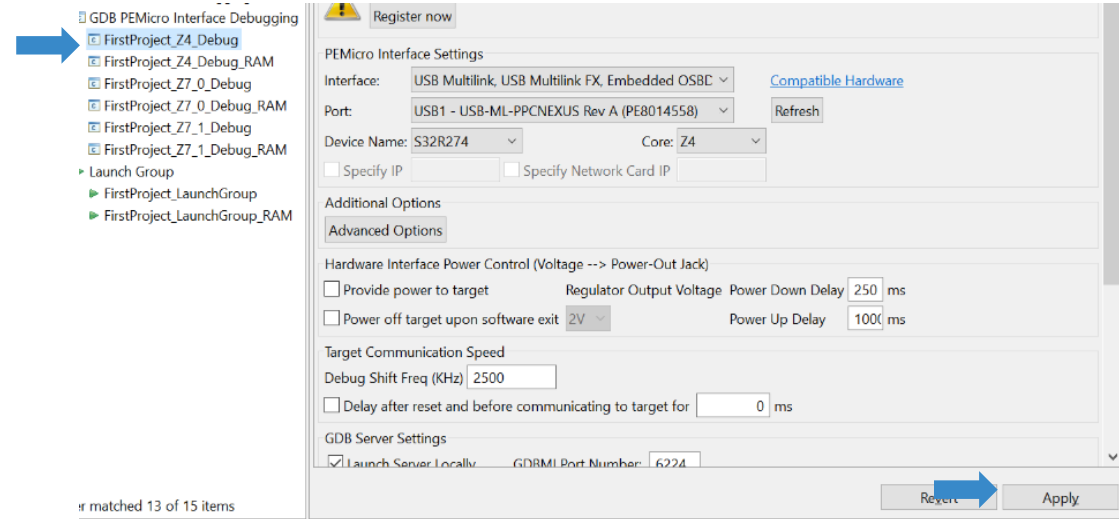 GDB PEMicro Interface Debugging
FirstProject_Z4_Debug
FirstProject_Z4_Debug_RAM
FirstProject_Z7_0_Debug
FirstProject_Z7_0_Debug_RAM
FirstProject_Z7_1_Debug
FirstProject_Z7_1_Debug_RAM
Launch Group
FirstProject_LaunchGroup
FirstProject_LaunchGroup_RAM
matched 13 of 15 items
Register now
PEMicro Interface Settings
Interface: USB Multilink, USB Multilink FX, Embedded OSBD Compatible Hardware
Port: USB1 - USB-ML-PPCNEXUS Rev A (PE8014558) Refresh
Device Name: S32R274 Core: Z4
Specify IP Specify Network Card IP
Additional Options
Advanced Options
Hardware Interface Power Control (Voltage --> Power-Out Jack)
Provide power to target Regulator Output Voltage Power Down Delay 250 ms
Power off target upon software exit 2V Power Up Delay 1000 ms
Target Communication Speed
Debug Shift Freq (KHz) 2500
Delay after reset and before communicating to target for 0 ms
GDB Server Settings
Launch Server Locally GDBMI Port Number: 6224
Revert Apply